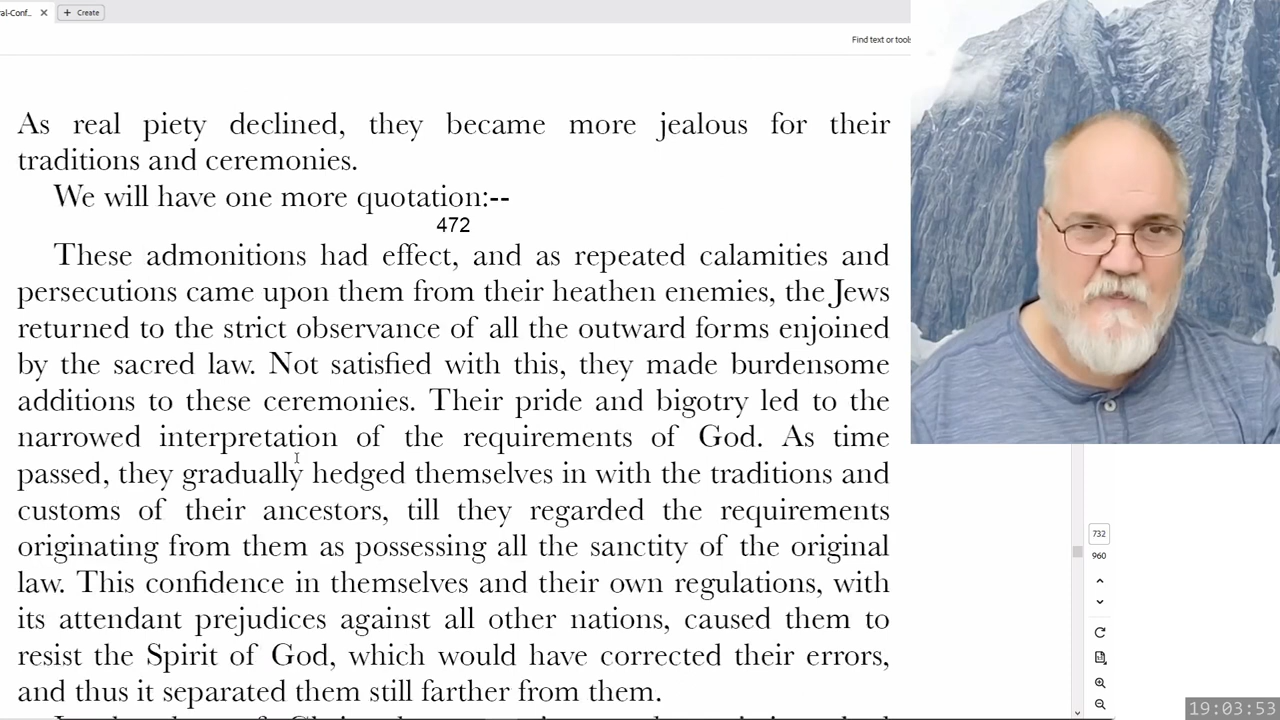 al-Conf...
Create
Find text or tools
As real piety declined, they became more jealous for their
traditions and ceremonies.
We will have one more quotation:--
472
These admonitions had effect, and as repeated calamities and
persecutions came upon them from their heathen enemies, the Jews
returned to the strict observance of all the outward forms enjoined
by the sacred law. Not satisfied with this, they made burdensome
additions to these ceremonies. Their pride and bigotry led to the
narrowed interpretation of the requirements of God. As time
passed, they gradually hedged themselves in with the traditions and
customs of their ancestors, till they regarded the requirements
originating from them as possessing all the sanctity of the original
law. This confidence in themselves and their own regulations, with
its attendant prejudices against all other nations, caused them to
resist the Spirit of God, which would have corrected their errors,
and thus it separated them still farther from them.
732
960
19:03:53